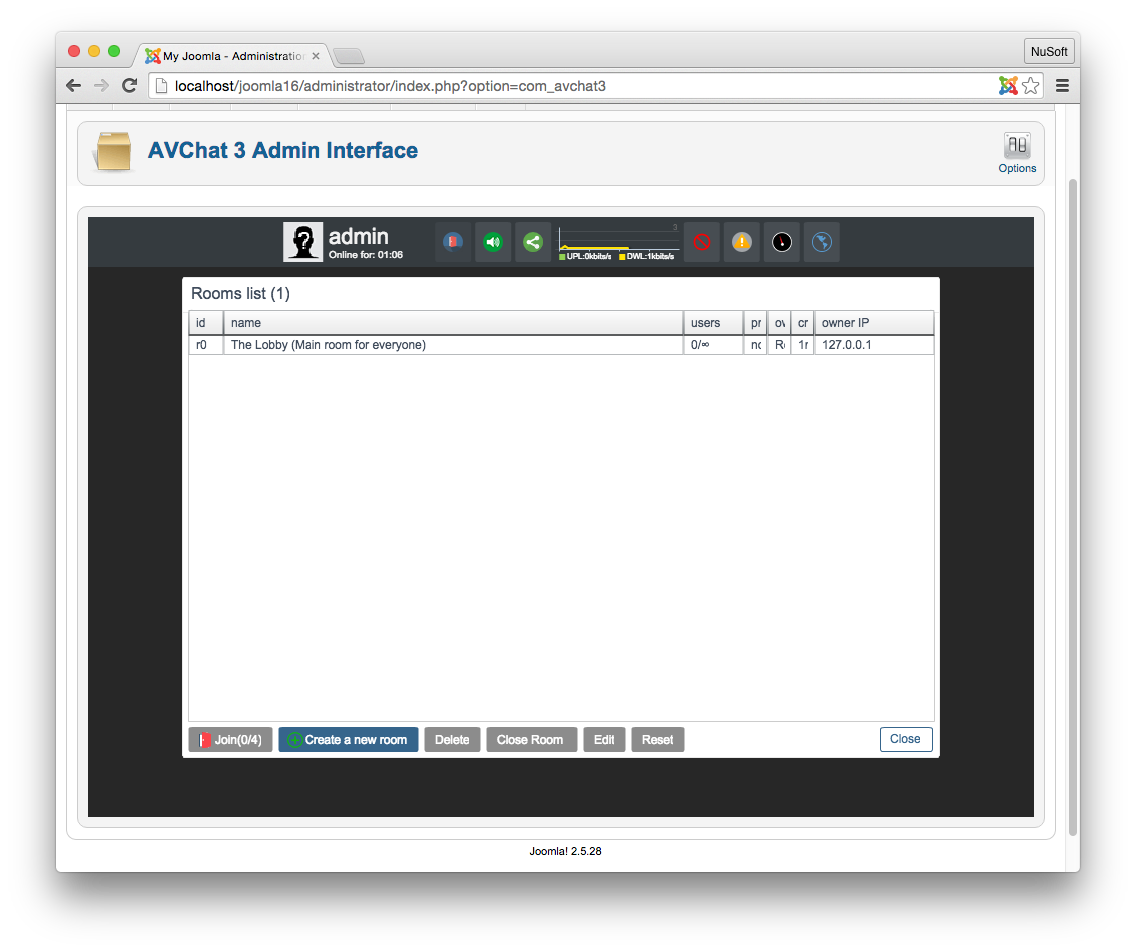 My Joomla - Administration
NuSoft
localhost/joomla16/administrator/index.php?option=com_avchat3
AVChat 3 Admin Interface
Options
admin
Online for: 01:06
3
UPL:0kbits/s DWL:1kbits/s
Rooms list (1)
id name users pr ov cr owner IP
r0 The Lobby (Main room for everyone) 0/∞ no R 1 127.0.0.1
Join(0/4) Create a new room Delete Close Room Edit Reset Close
Joomla! 2.5.28